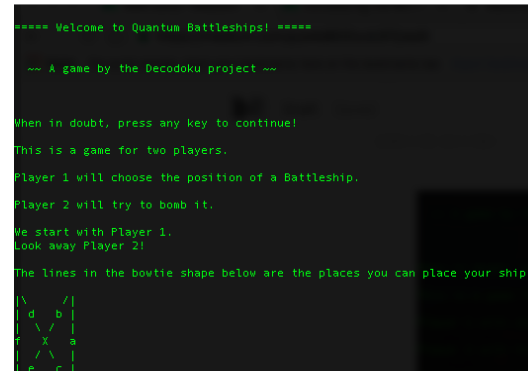 ===== Welcome to Quantum Battleships! =====
~~ A game by the Decodoku project ~~
When in doubt, press any key to continue!
This is a game for two players.
Player 1 will choose the position of a Battleship.
Player 2 will try to bomb it.
We start with Player 1.
Look away Player 2!
The lines in the bowtie shape below are the places you can place your ship
|\     /|
| d   b |
|  \ /  |
f   X   a
|  / \  |
| e   c |